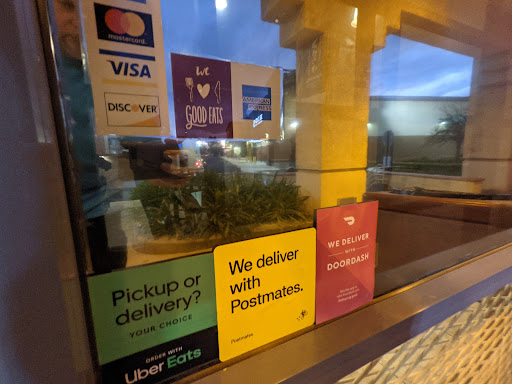 mastercard
VISA
DISCOVER
We
GOOD EATS
AMERICAN
EXPRESS
Pickup or
delivery?
YOUR CHOICE
ORDER WITH
Uber Eats
We deliver
with
Postmates.
Postmates
WE DELIVER
WITH
DOORDASH